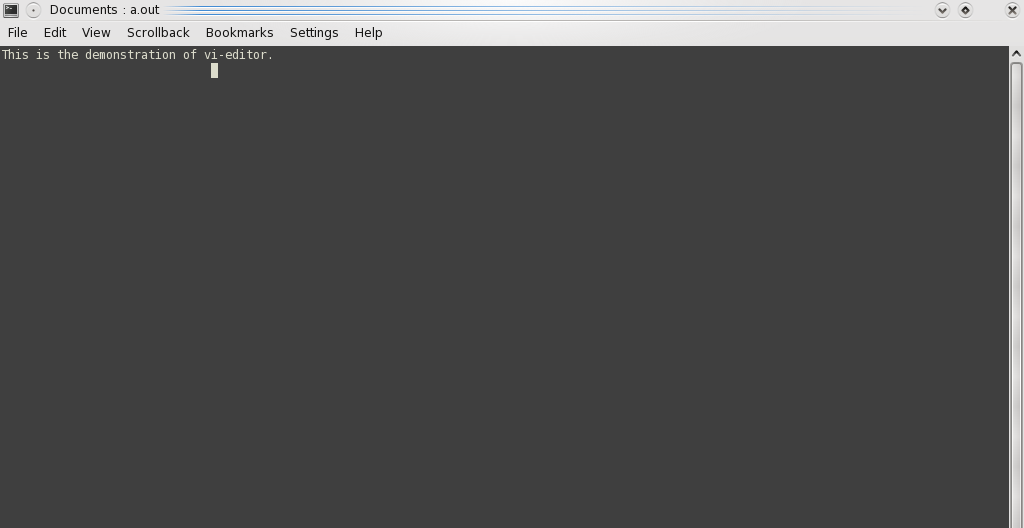 Documents : a.out
File Edit View Scrollback Bookmarks Settings Help
This is the demonstration of vi-editor.